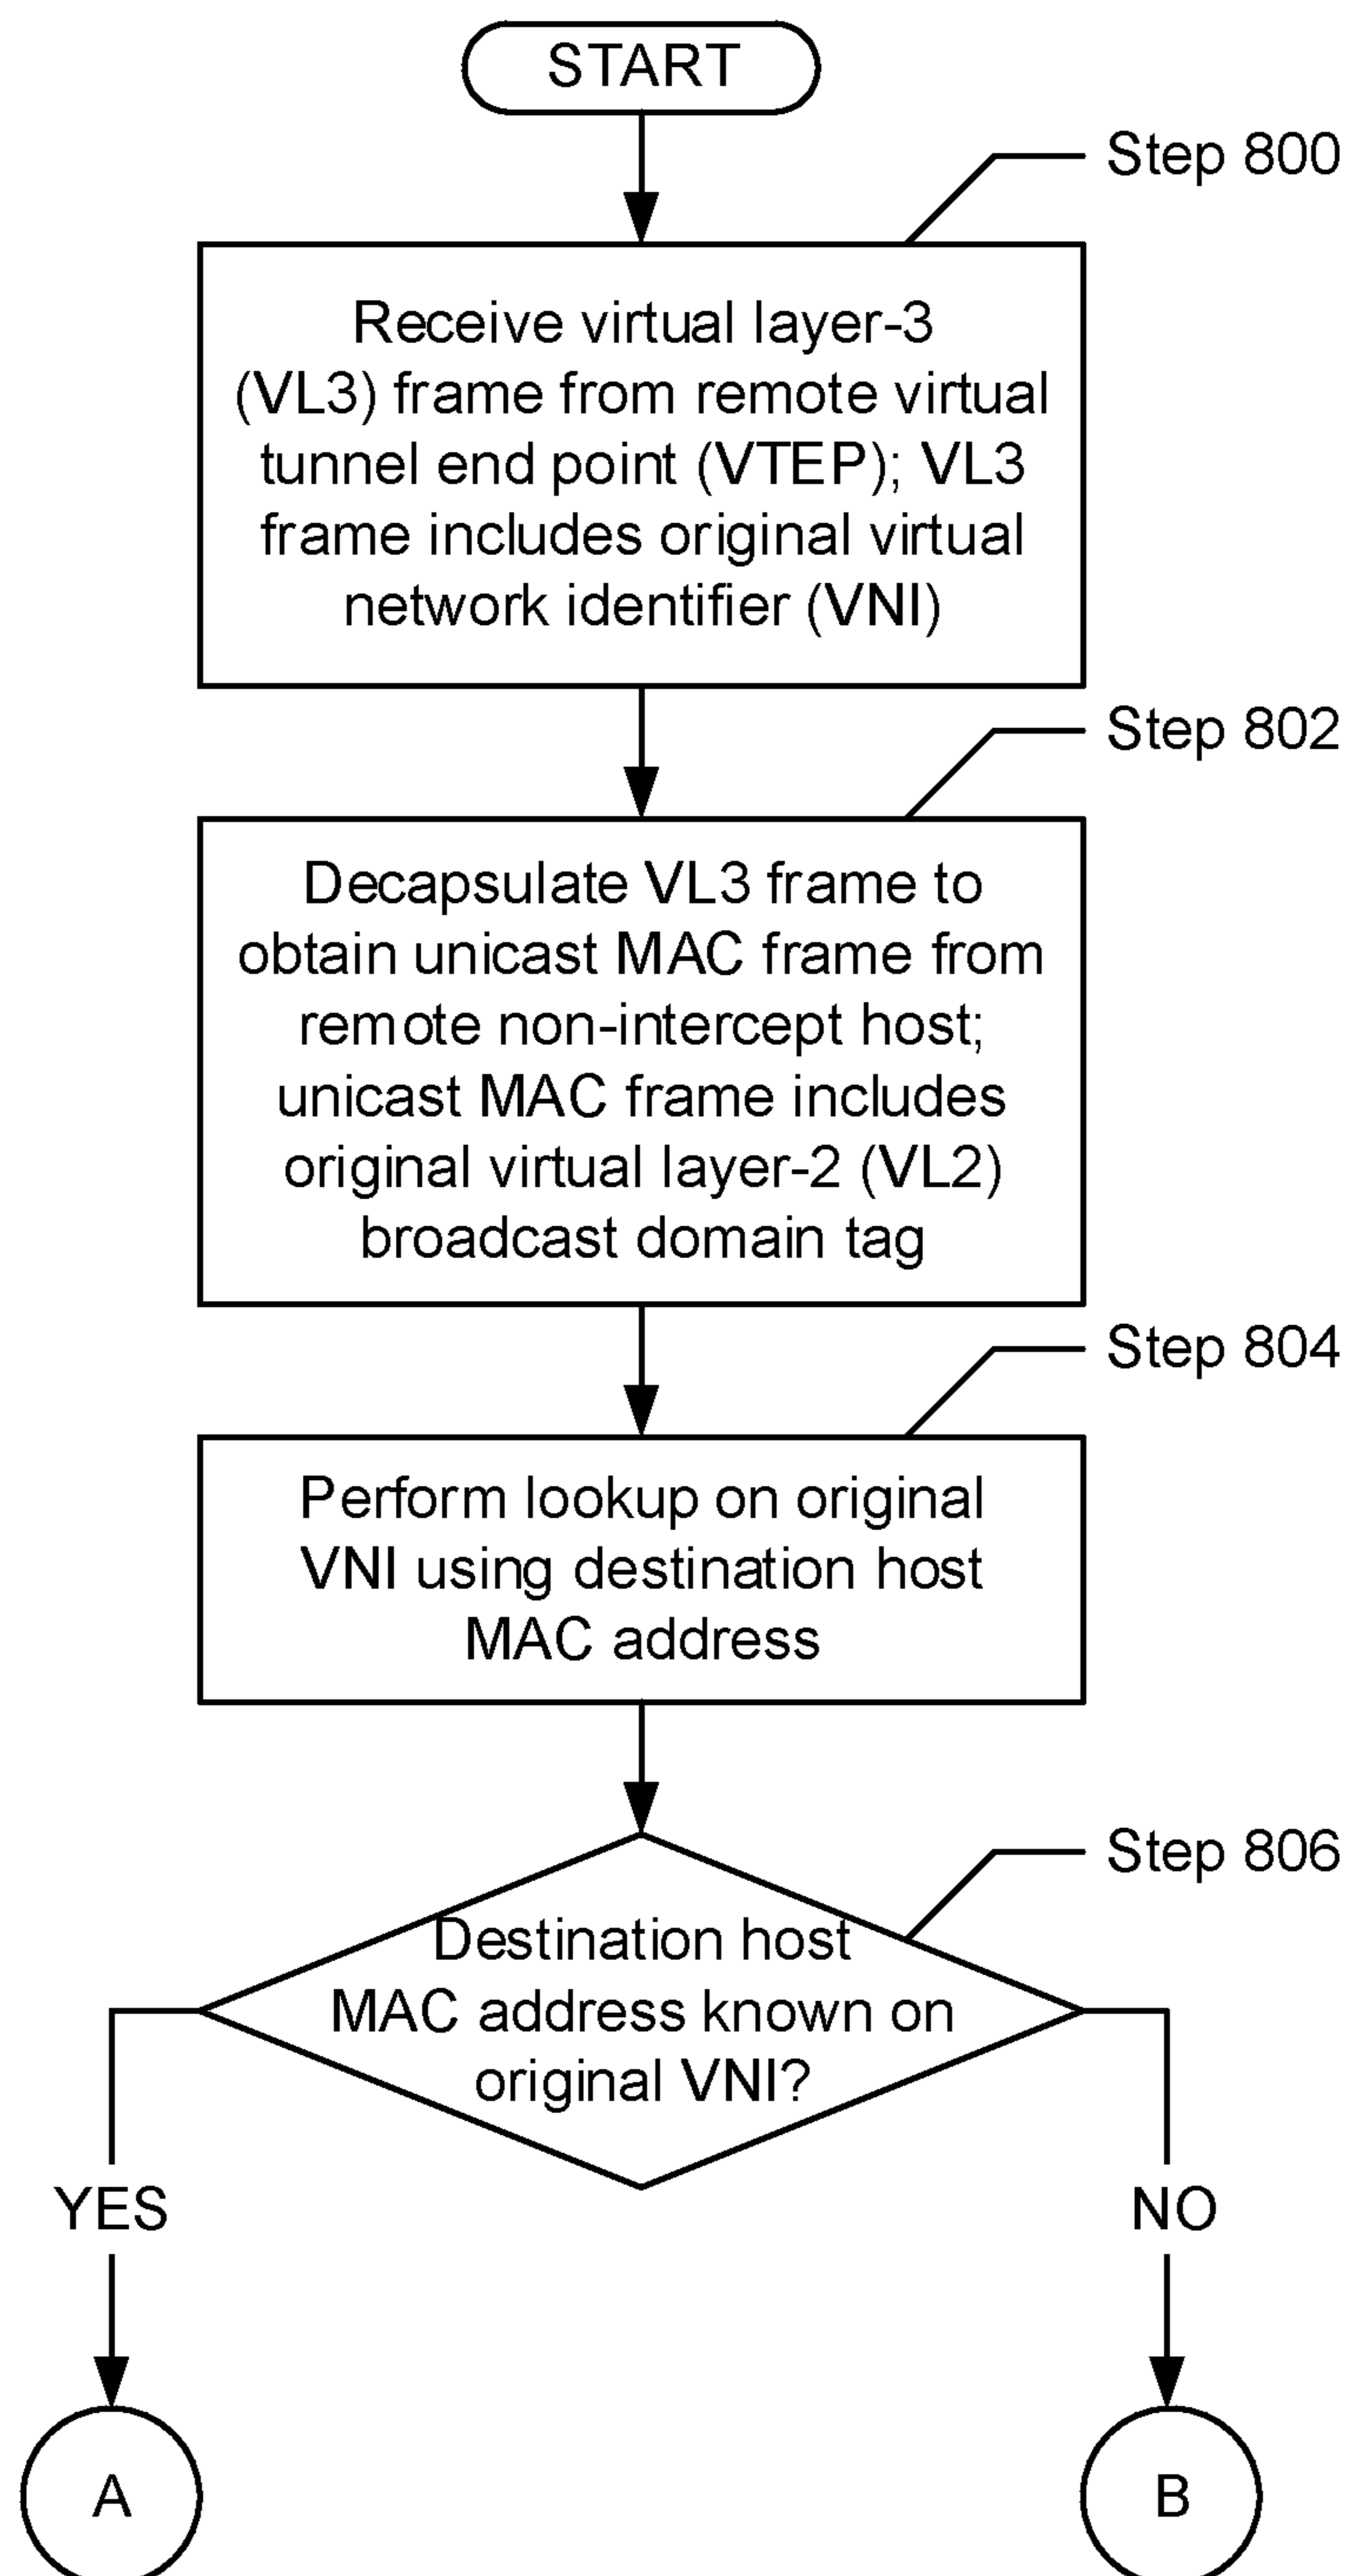 START
Step 800
Receive virtual layer-3
(VL3) frame from remote virtual
tunnel end point (VTEP); VL3
frame includes original virtual
network identifier (VNI)
Step 802
Decapsulate VL3 frame to
obtain unicast MAC frame from
remote non-intercept host;
unicast MAC frame includes
original virtual layer-2 (VL2)
broadcast domain tag
Step 804
Perform lookup on original
VNI using destination host
MAC address
Step 806
Destination host
MAC address known on
original VNI?
YES
NO
A
B